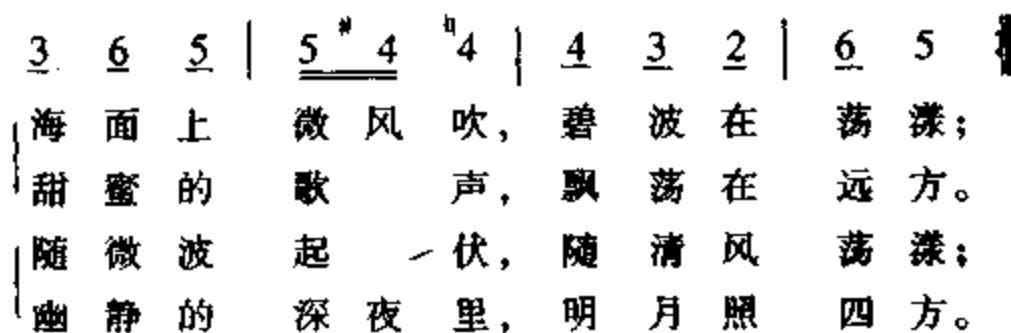 3 6 5 | 5 #4 ♮4 | 4 3 2 | 6 5
海面上 微风吹，碧波在 荡漾；
甜蜜的 歌声，飘荡在 远方。
随微波 起伏，随清风 荡漾；
幽静的 深夜里，明月照 四方。